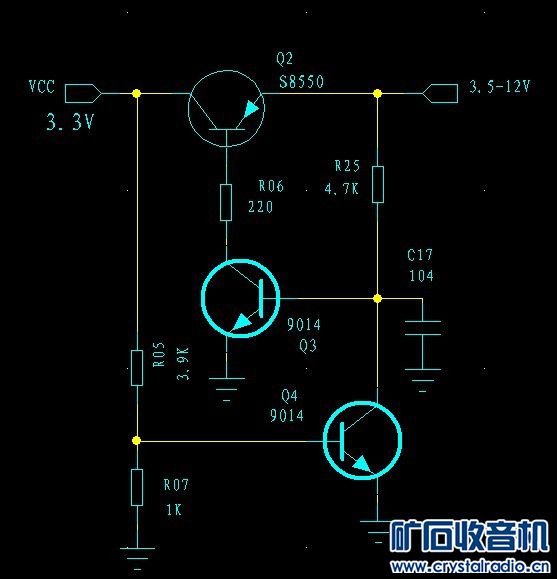 Q2
S8550
VCC
3.3V
3.5-12V
R06
220
R25
4.7K
C17
104
9014
Q3
R05
3.9K
Q4
9014
R07
1K
矿石收音机
www.crystalradio.cn